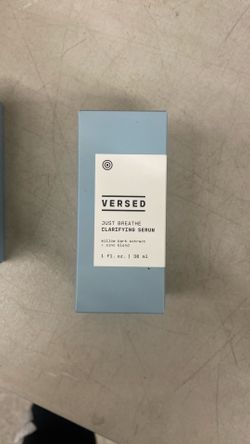 VERSED
JUST BREATHE
CLARIFYING SERUM
willow bark extract
+ zinc blend
1 fl. oz. | 30 ml